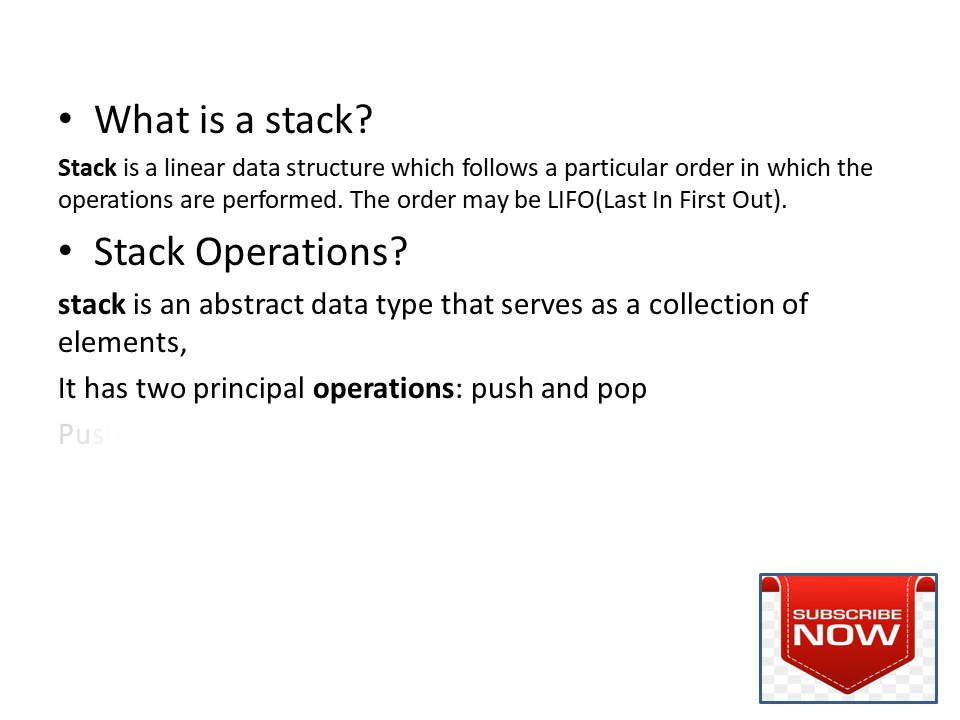 • What is a stack?
Stack is a linear data structure which follows a particular order in which the
operations are performed. The order may be LIFO(Last In First Out).
• Stack Operations?
stack is an abstract data type that serves as a collection of
elements,
It has two principal operations: push and pop
SUBSCRIBE
NOW